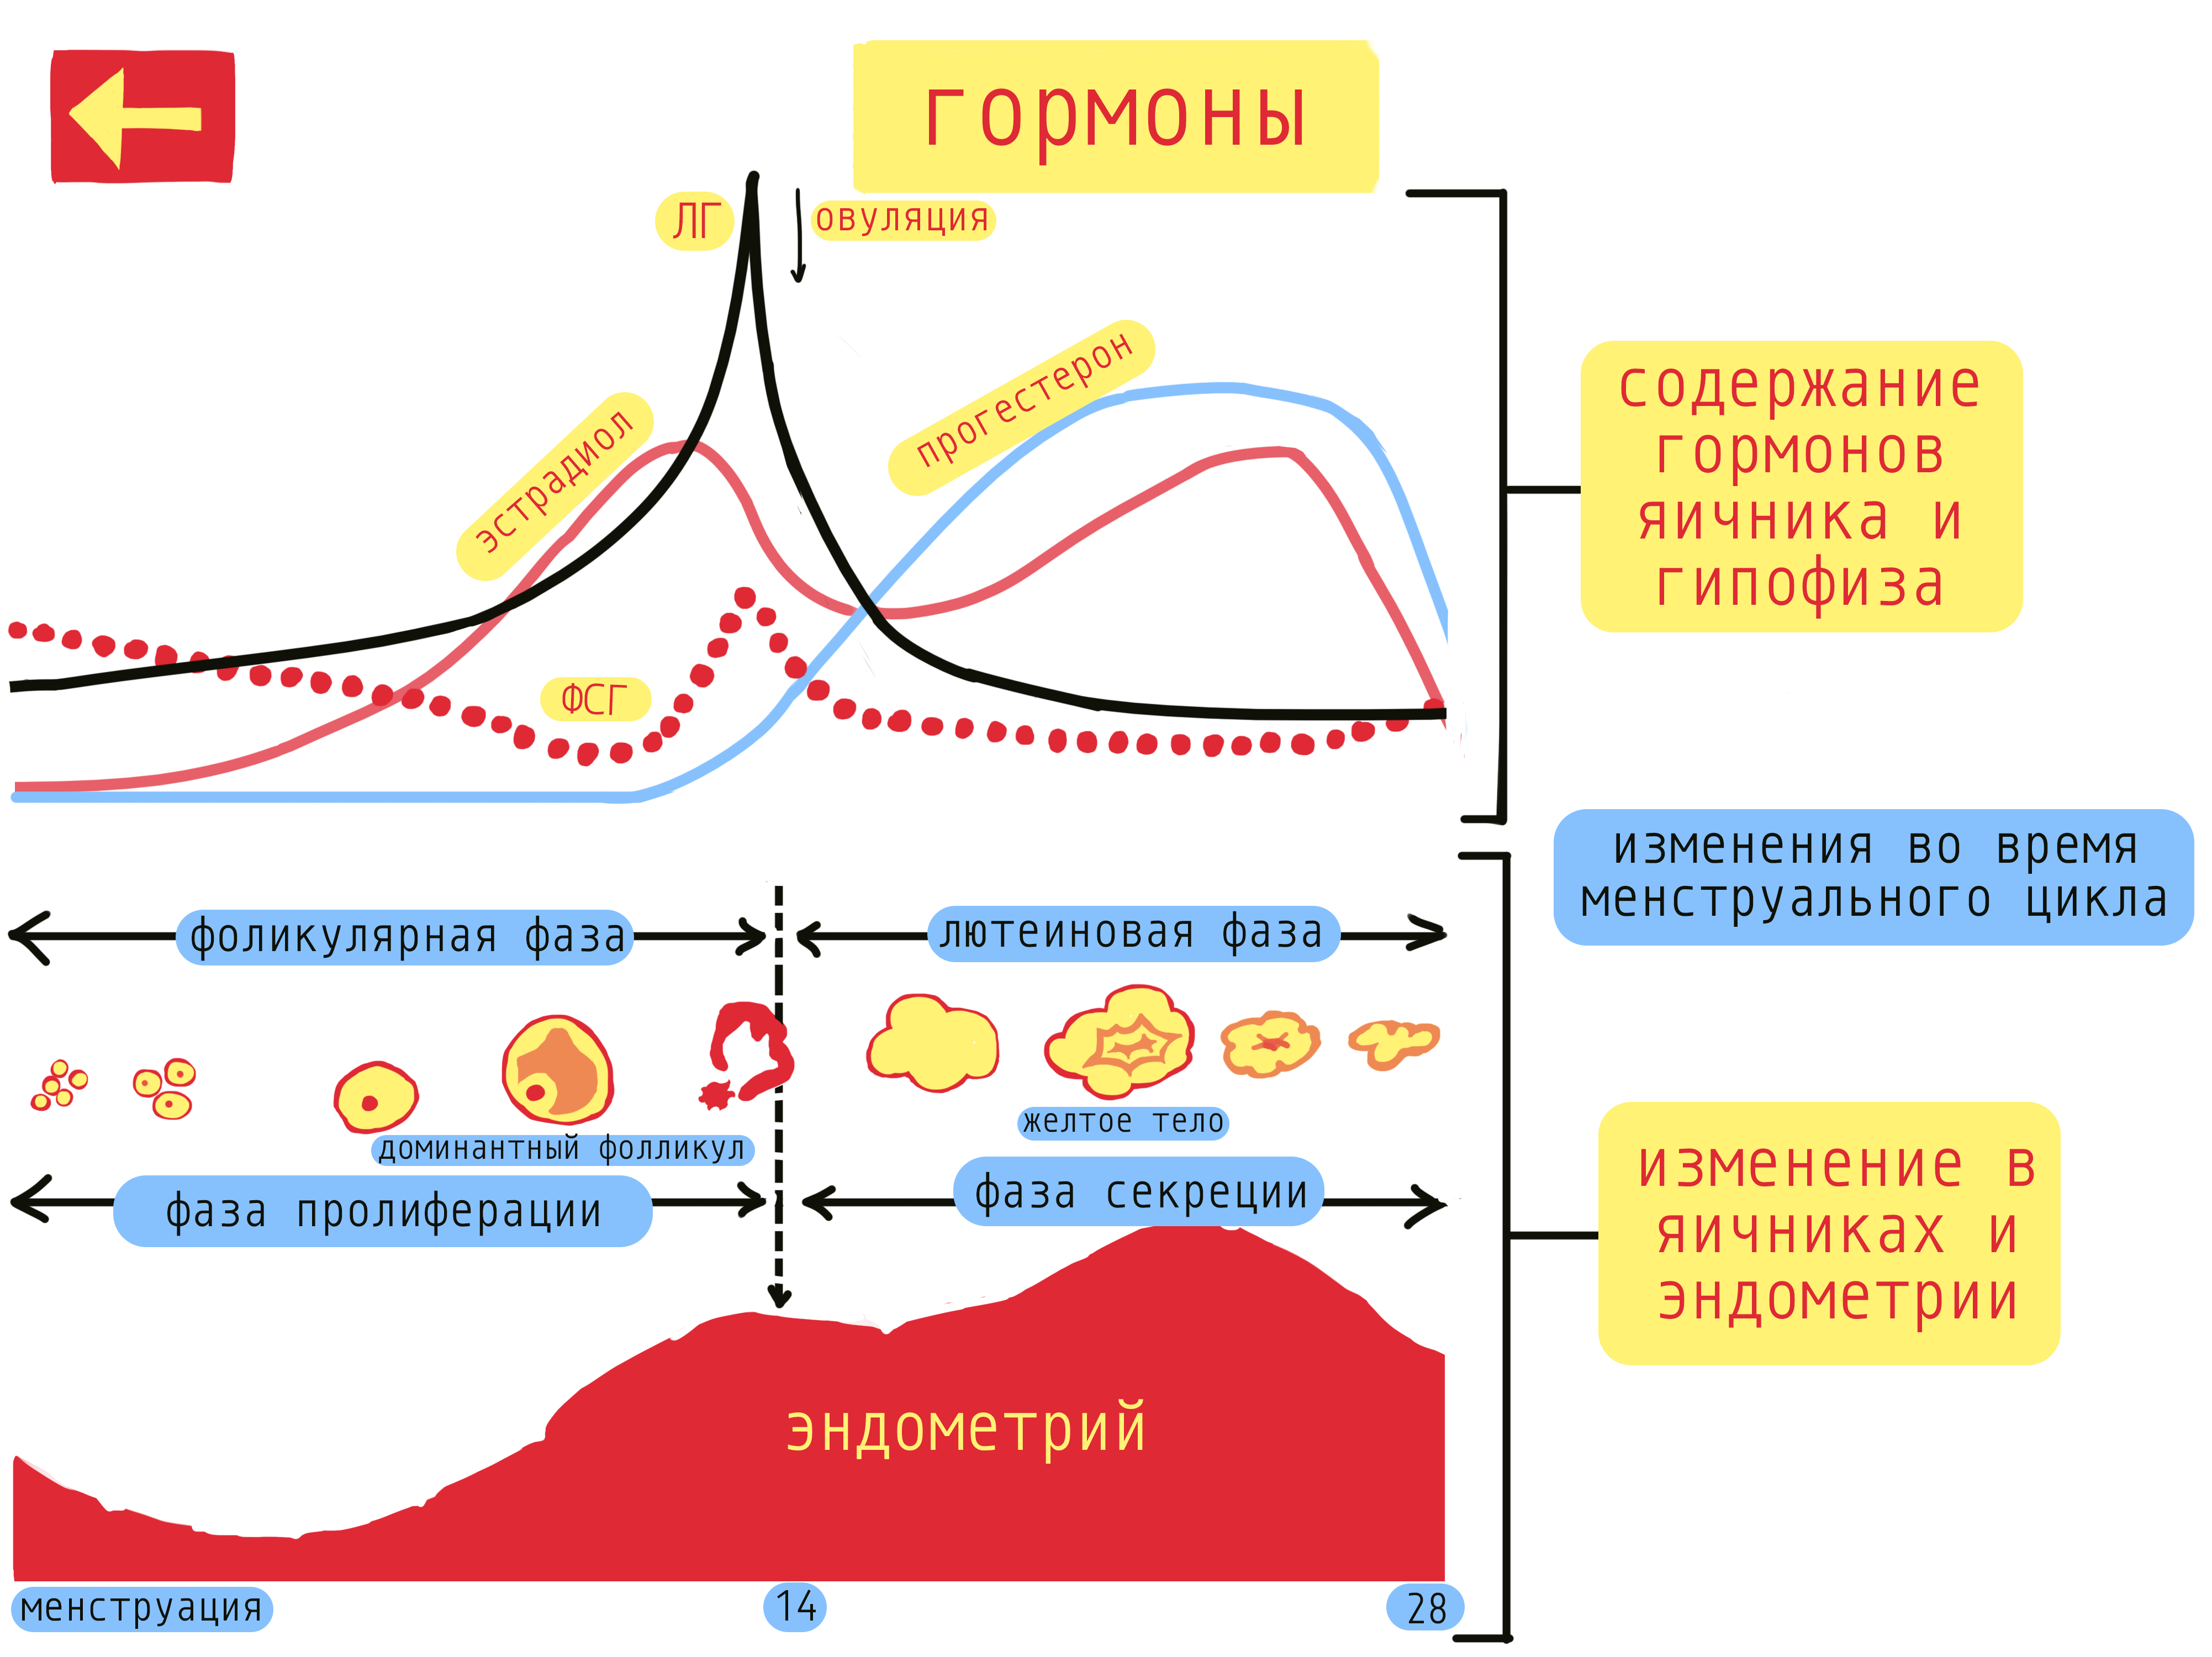 гормоны
ЛГ
овуляция
эстрадиол
прогестерон
ФСГ
содержание
гормонов
яичника и
гипофиза
изменения во время
менструального цикла
фоликулярная фаза
лютеиновая фаза
доминантный фолликул
желтое тело
фаза пролиферации
фаза секреции
изменение в
яичниках и
эндометрии
эндометрий
менструация
14
28